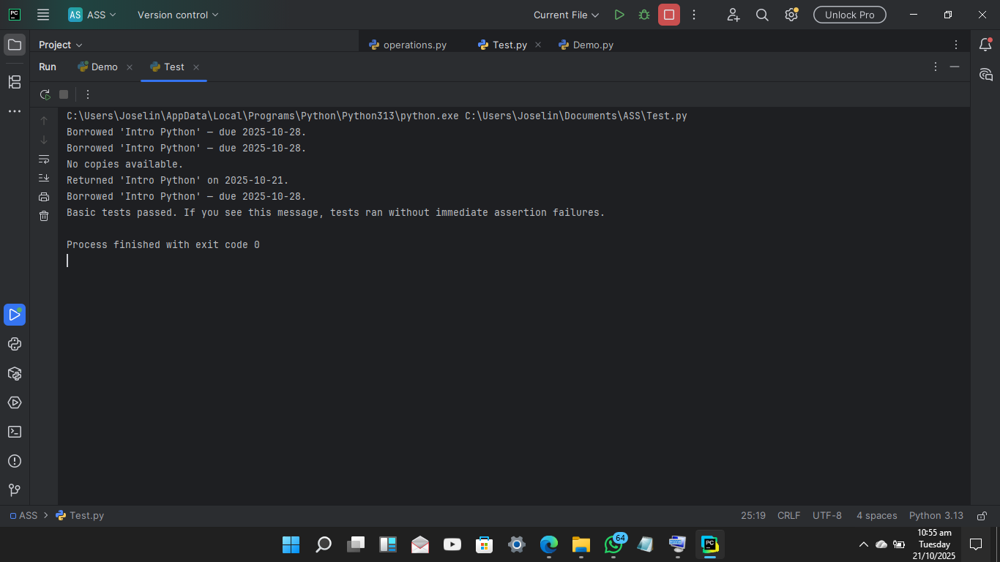 PC
AS ASS
Version control
Current File
Unlock Pro
Project
operations.py
Test.py
Demo.py
Run
Demo
Test
C:\Users\Joselin\AppData\Local\Programs\Python\Python313\python.exe C:\Users\Joselin\Documents\ASS\Test.py
Borrowed 'Intro Python' — due 2025-10-28.
Borrowed 'Intro Python' — due 2025-10-28.
No copies available.
Returned 'Intro Python' on 2025-10-21.
Borrowed 'Intro Python' — due 2025-10-28.
Basic tests passed. If you see this message, tests ran without immediate assertion failures.
Process finished with exit code 0
ASS > Test.py
25:19 CRLF UTF-8 4 spaces Python 3.13
64
PC
10:55 am
Tuesday
21/10/2025